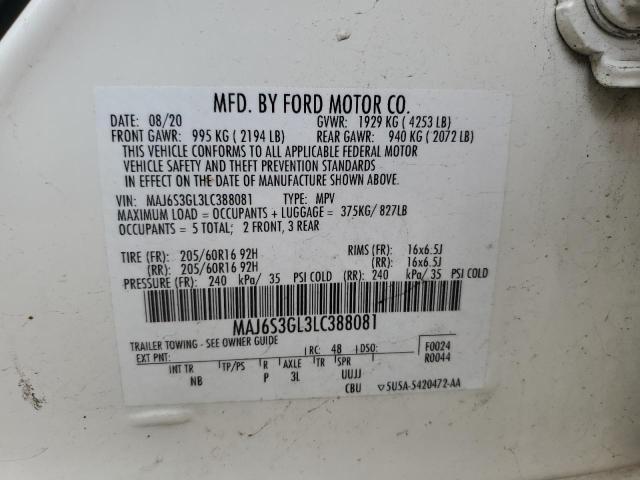 MFD. BY FORD MOTOR CO.
DATE: 08/20 GVWR: 1929 KG ( 4253 LB)
FRONT GAWR: 995 KG ( 2194 LB) REAR GAWR: 940 KG ( 2072 LB)
THIS VEHICLE CONFORMS TO ALL APPLICABLE FEDERAL MOTOR
VEHICLE SAFETY AND THEFT PREVENTION STANDARDS
IN EFFECT ON THE DATE OF MANUFACTURE SHOWN ABOVE.
VIN: MAJ6S3GL3LC388081 TYPE: MPV
MAXIMUM LOAD = OCCUPANTS + LUGGAGE = 375KG/ 827LB
OCCUPANTS = 5 TOTAL; 2 FRONT, 3 REAR
TIRE (FR): 205/60R16 92H RIMS (FR): 16x6.5J
(RR): 205/60R16 92H (RR): 16x6.5J
PRESSURE (FR): 240 kPa/ 35 PSI COLD (RR): 240 kPa/ 35 PSI COLD
MAJ6S3GL3LC388081
TRAILER TOWING - SEE OWNER GUIDE
EXT PNT: RC: 48 DSO: F0024
INT TR TP/PS R AXLE TR SPR R0044
NB P 3L UUJJ
CBU ▽5U5A-5420472-AA